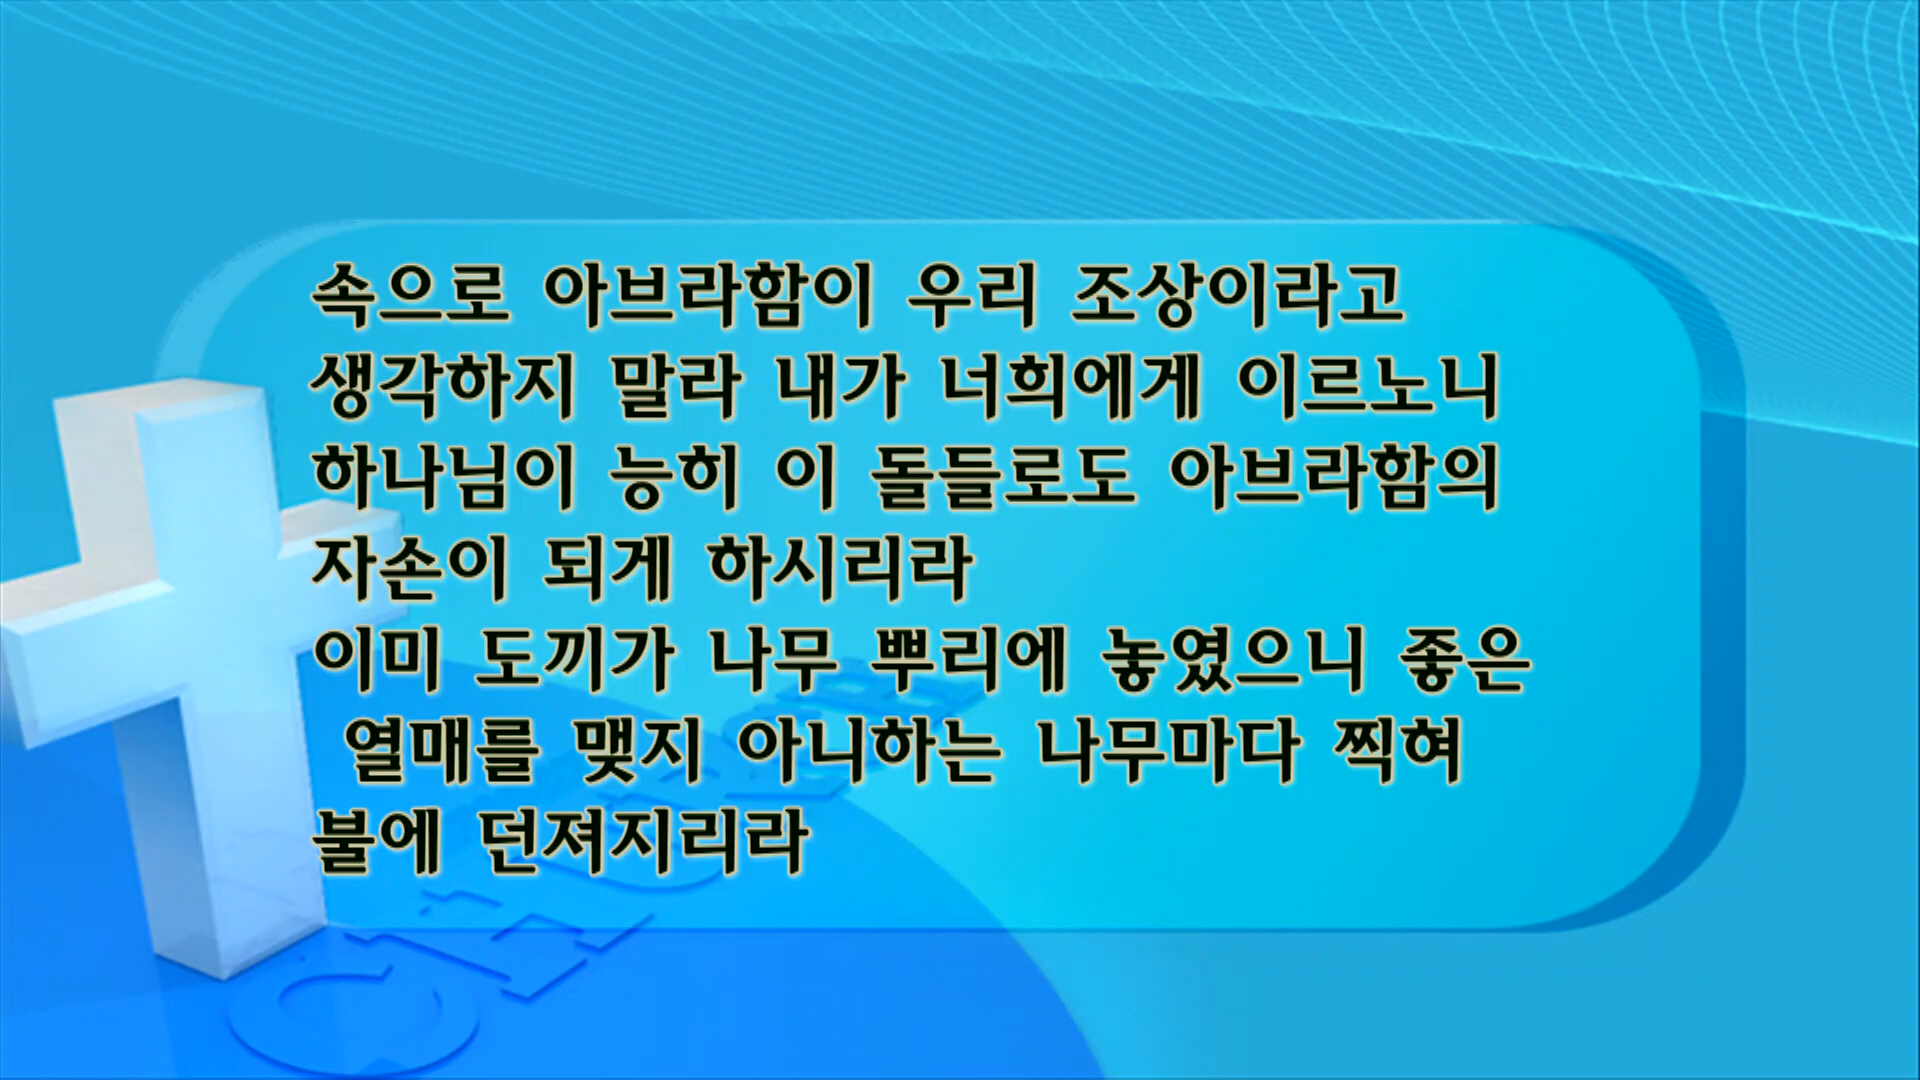 속으로 아브라함이 우리 조상이라고
생각하지 말라 내가 너희에게 이르노니
하나님이 능히 이 돌들로도 아브라함의
자손이 되게 하시리라
이미 도끼가 나무 뿌리에 놓였으니 좋은
열매를 맺지 아니하는 나무마다 찍혀
불에 던져지리라